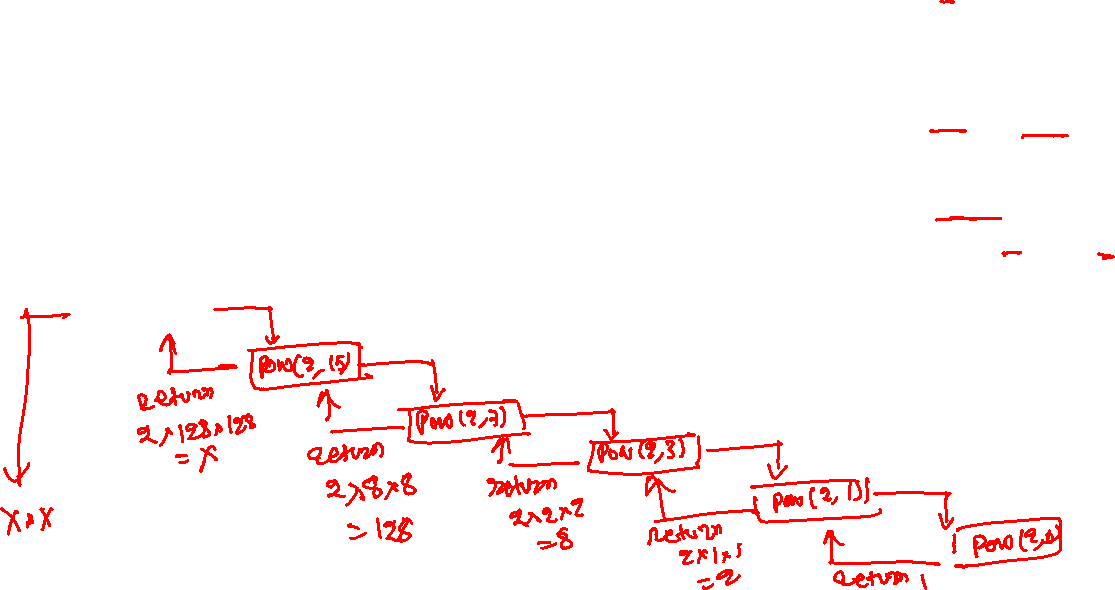 Pow(2, 15)
return
2×128×128
= X
Pow(2,7)
return
2×8×8
= 128
Pow(2,3)
return
2×2×2
=8
Pow(2,1)
return
2×1×1
=2
Pow(2,0)
return 1
X*X